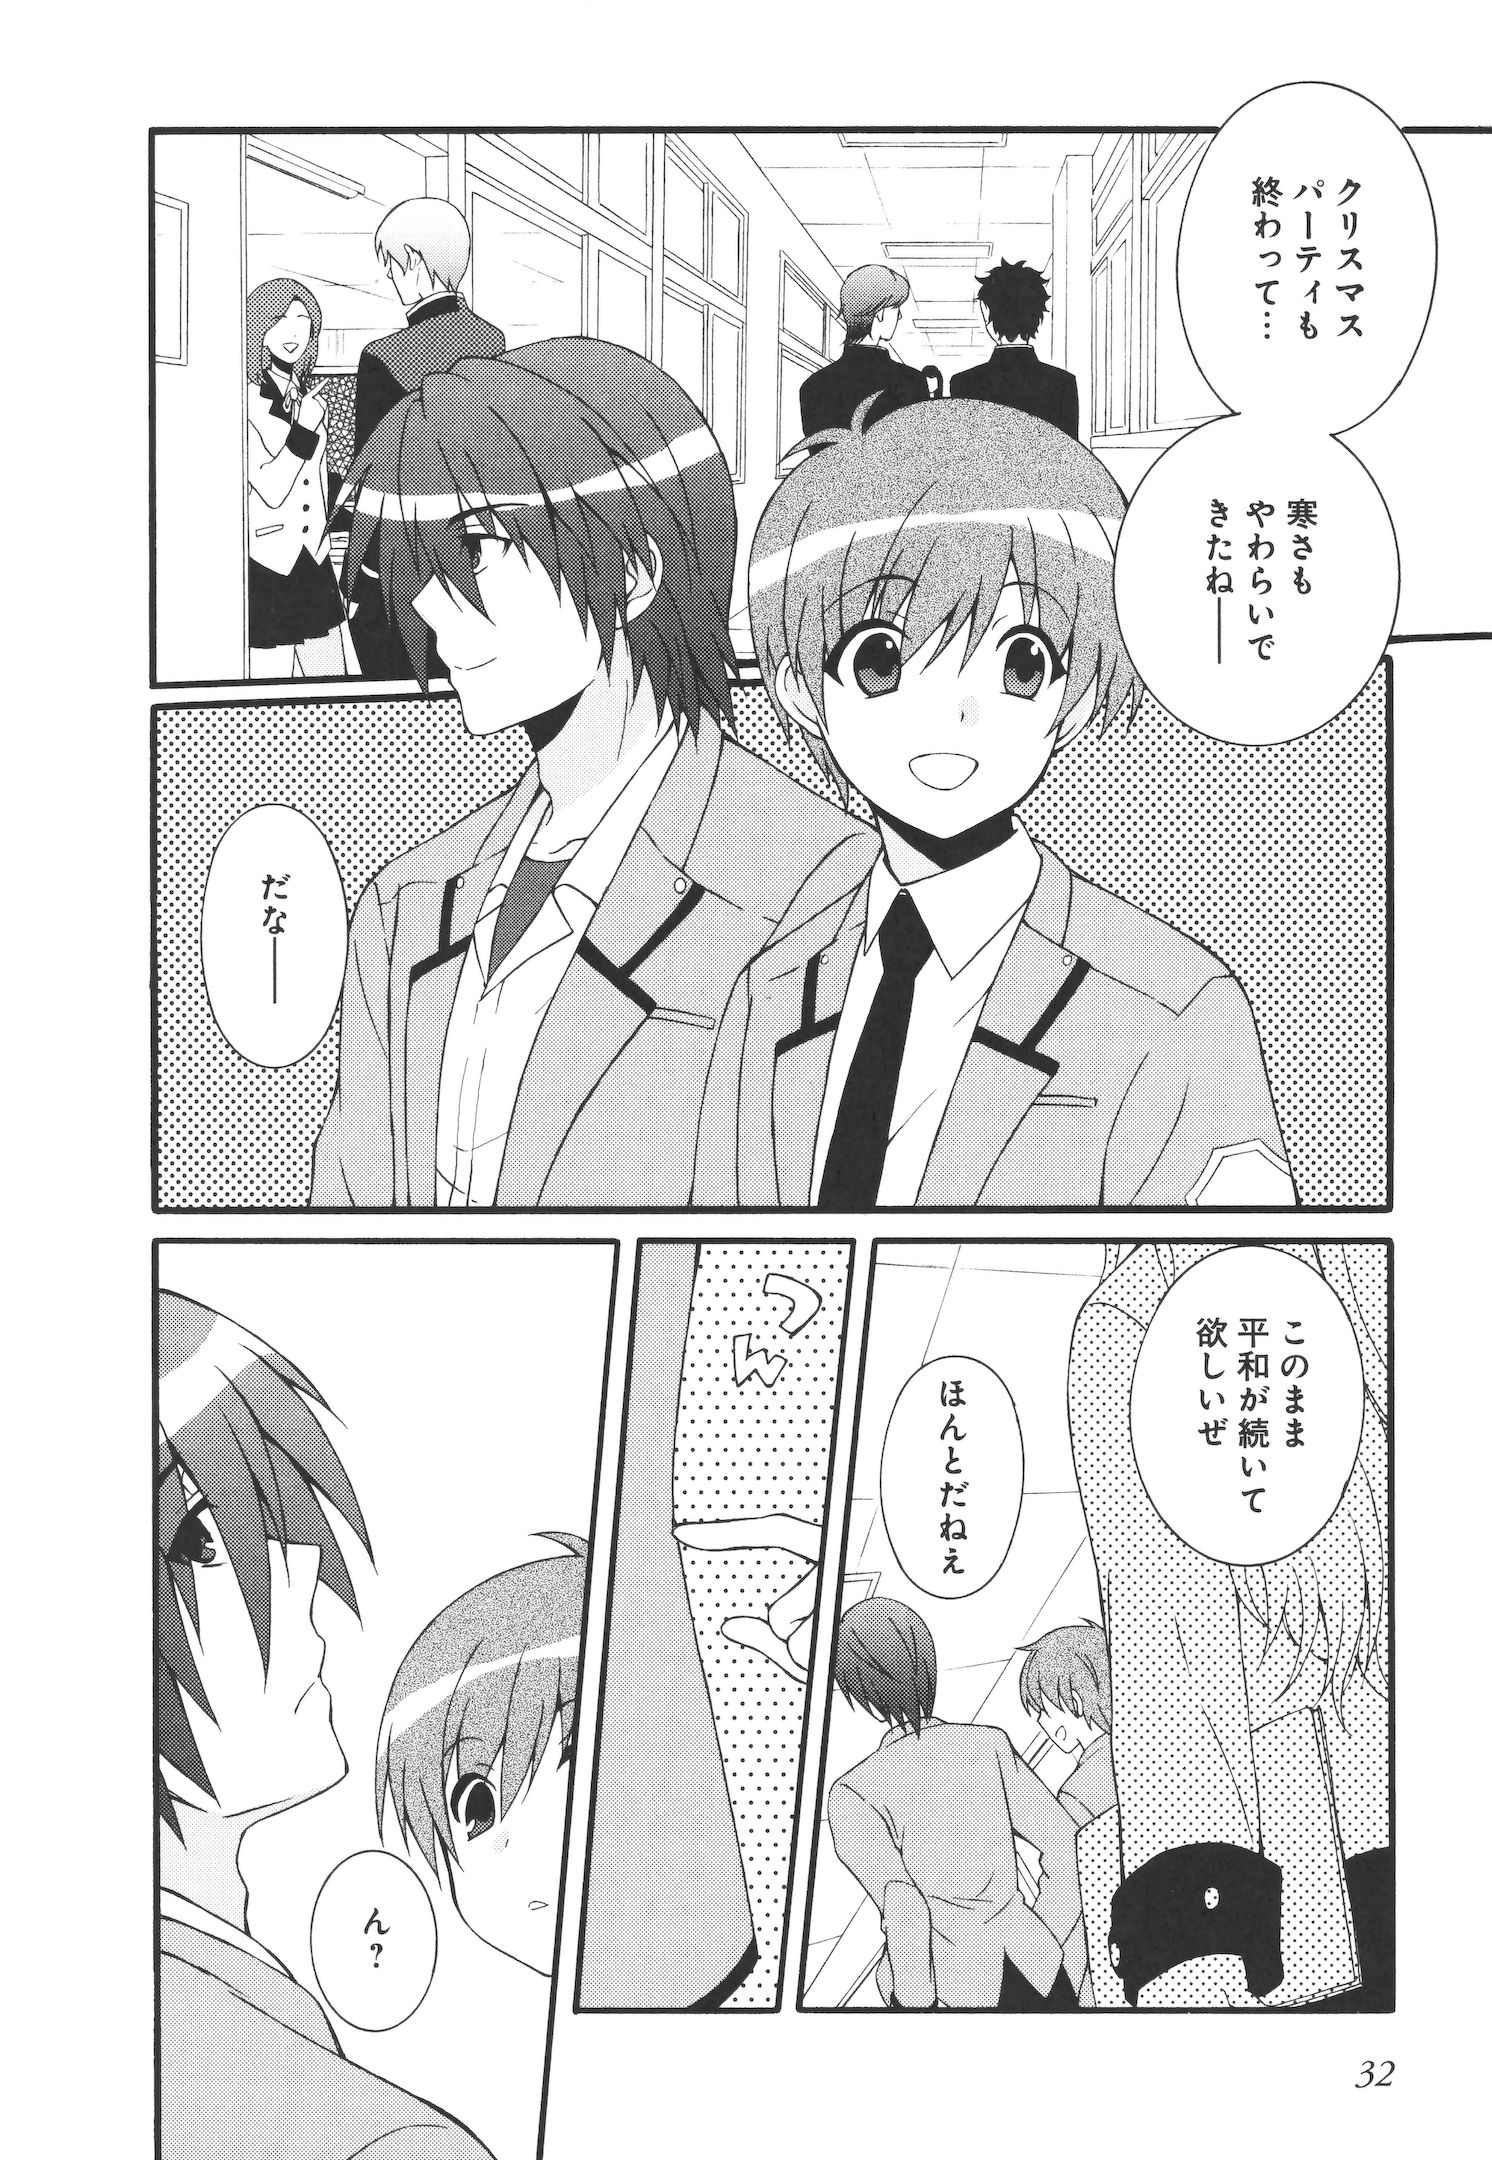 クリスマス
パーティも
終わって…
寒さも
やわらいで
きたね――
だな――
このまま
平和が続いて
欲しいぜ
ほんとだねえ
つん
ん？
32